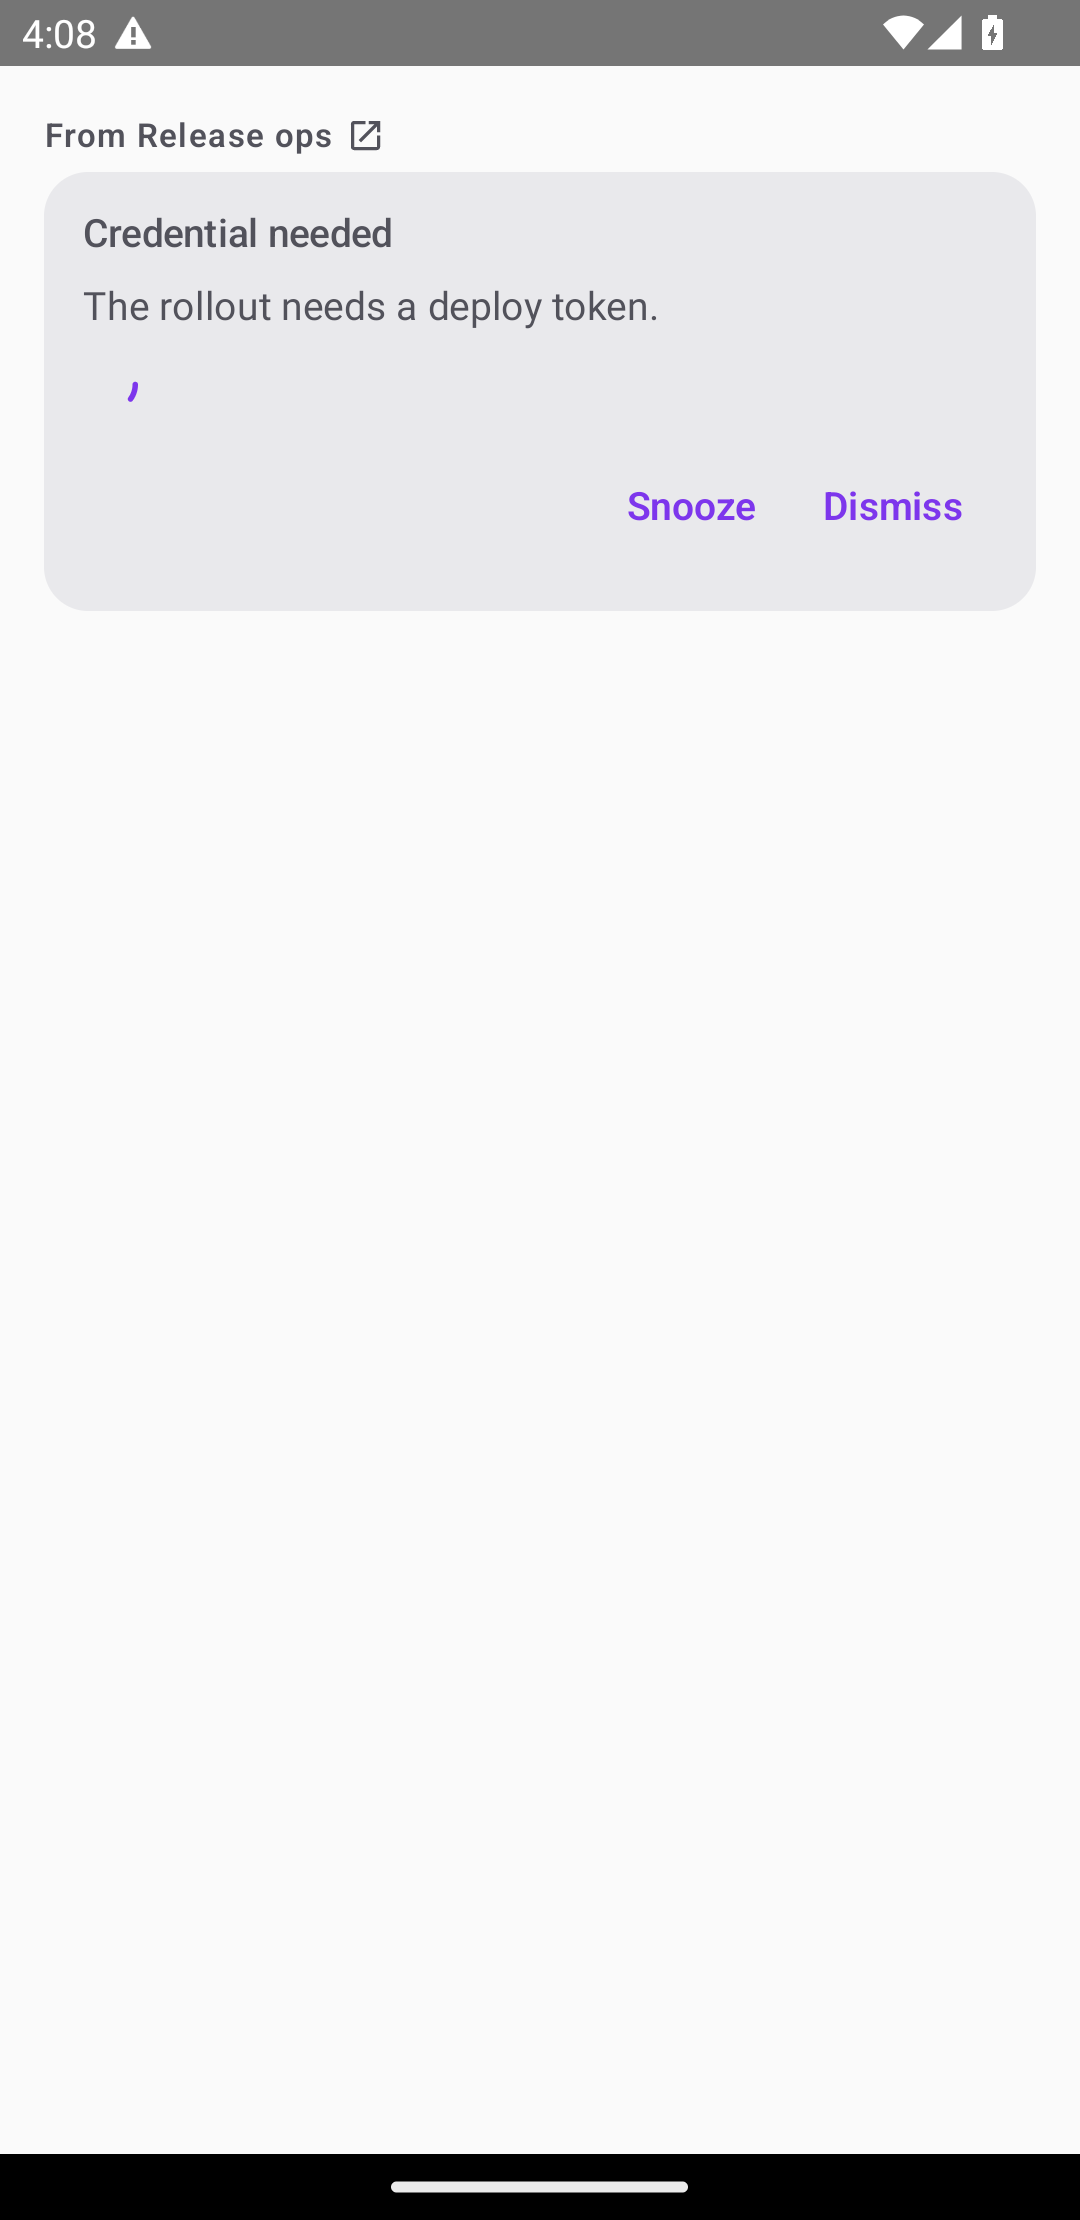 4:08
From Release ops
Credential needed
The rollout needs a deploy token.
Snooze Dismiss